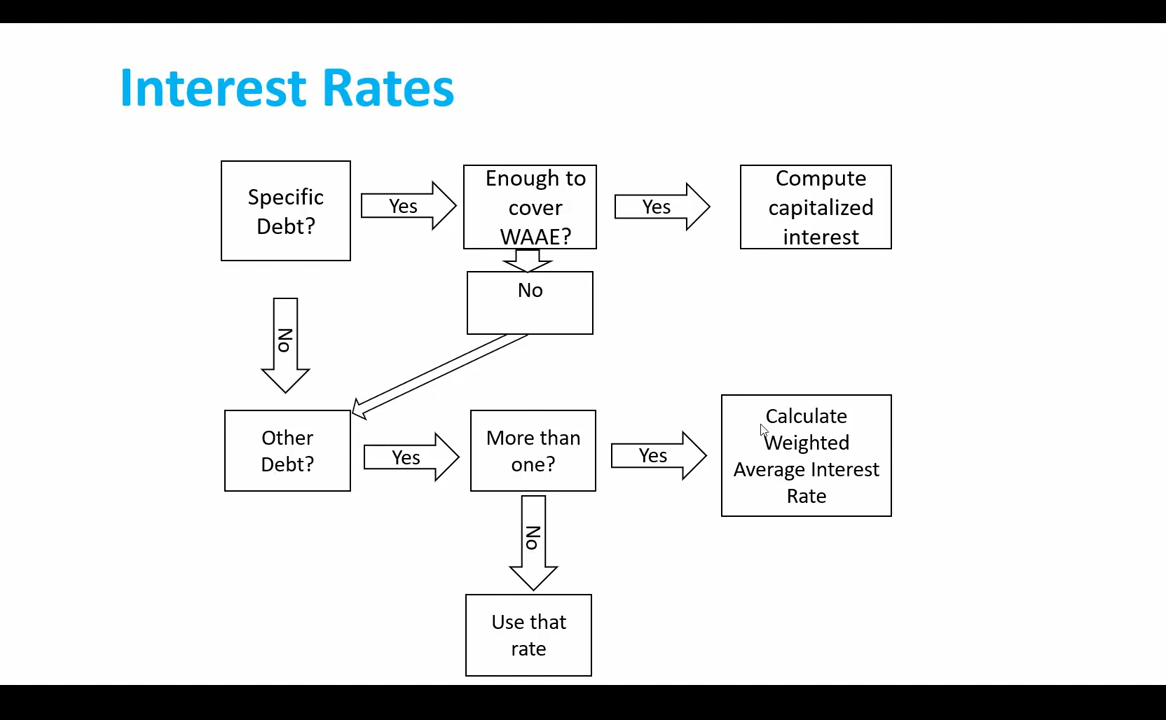 Interest Rates
Specific
Debt?
Yes
Enough to
cover
WAAE?
Yes
Compute
capitalized
interest
No
No
Other
Debt?
Yes
More than
one?
Yes
Calculate
Weighted
Average Interest
Rate
No
Use that
rate